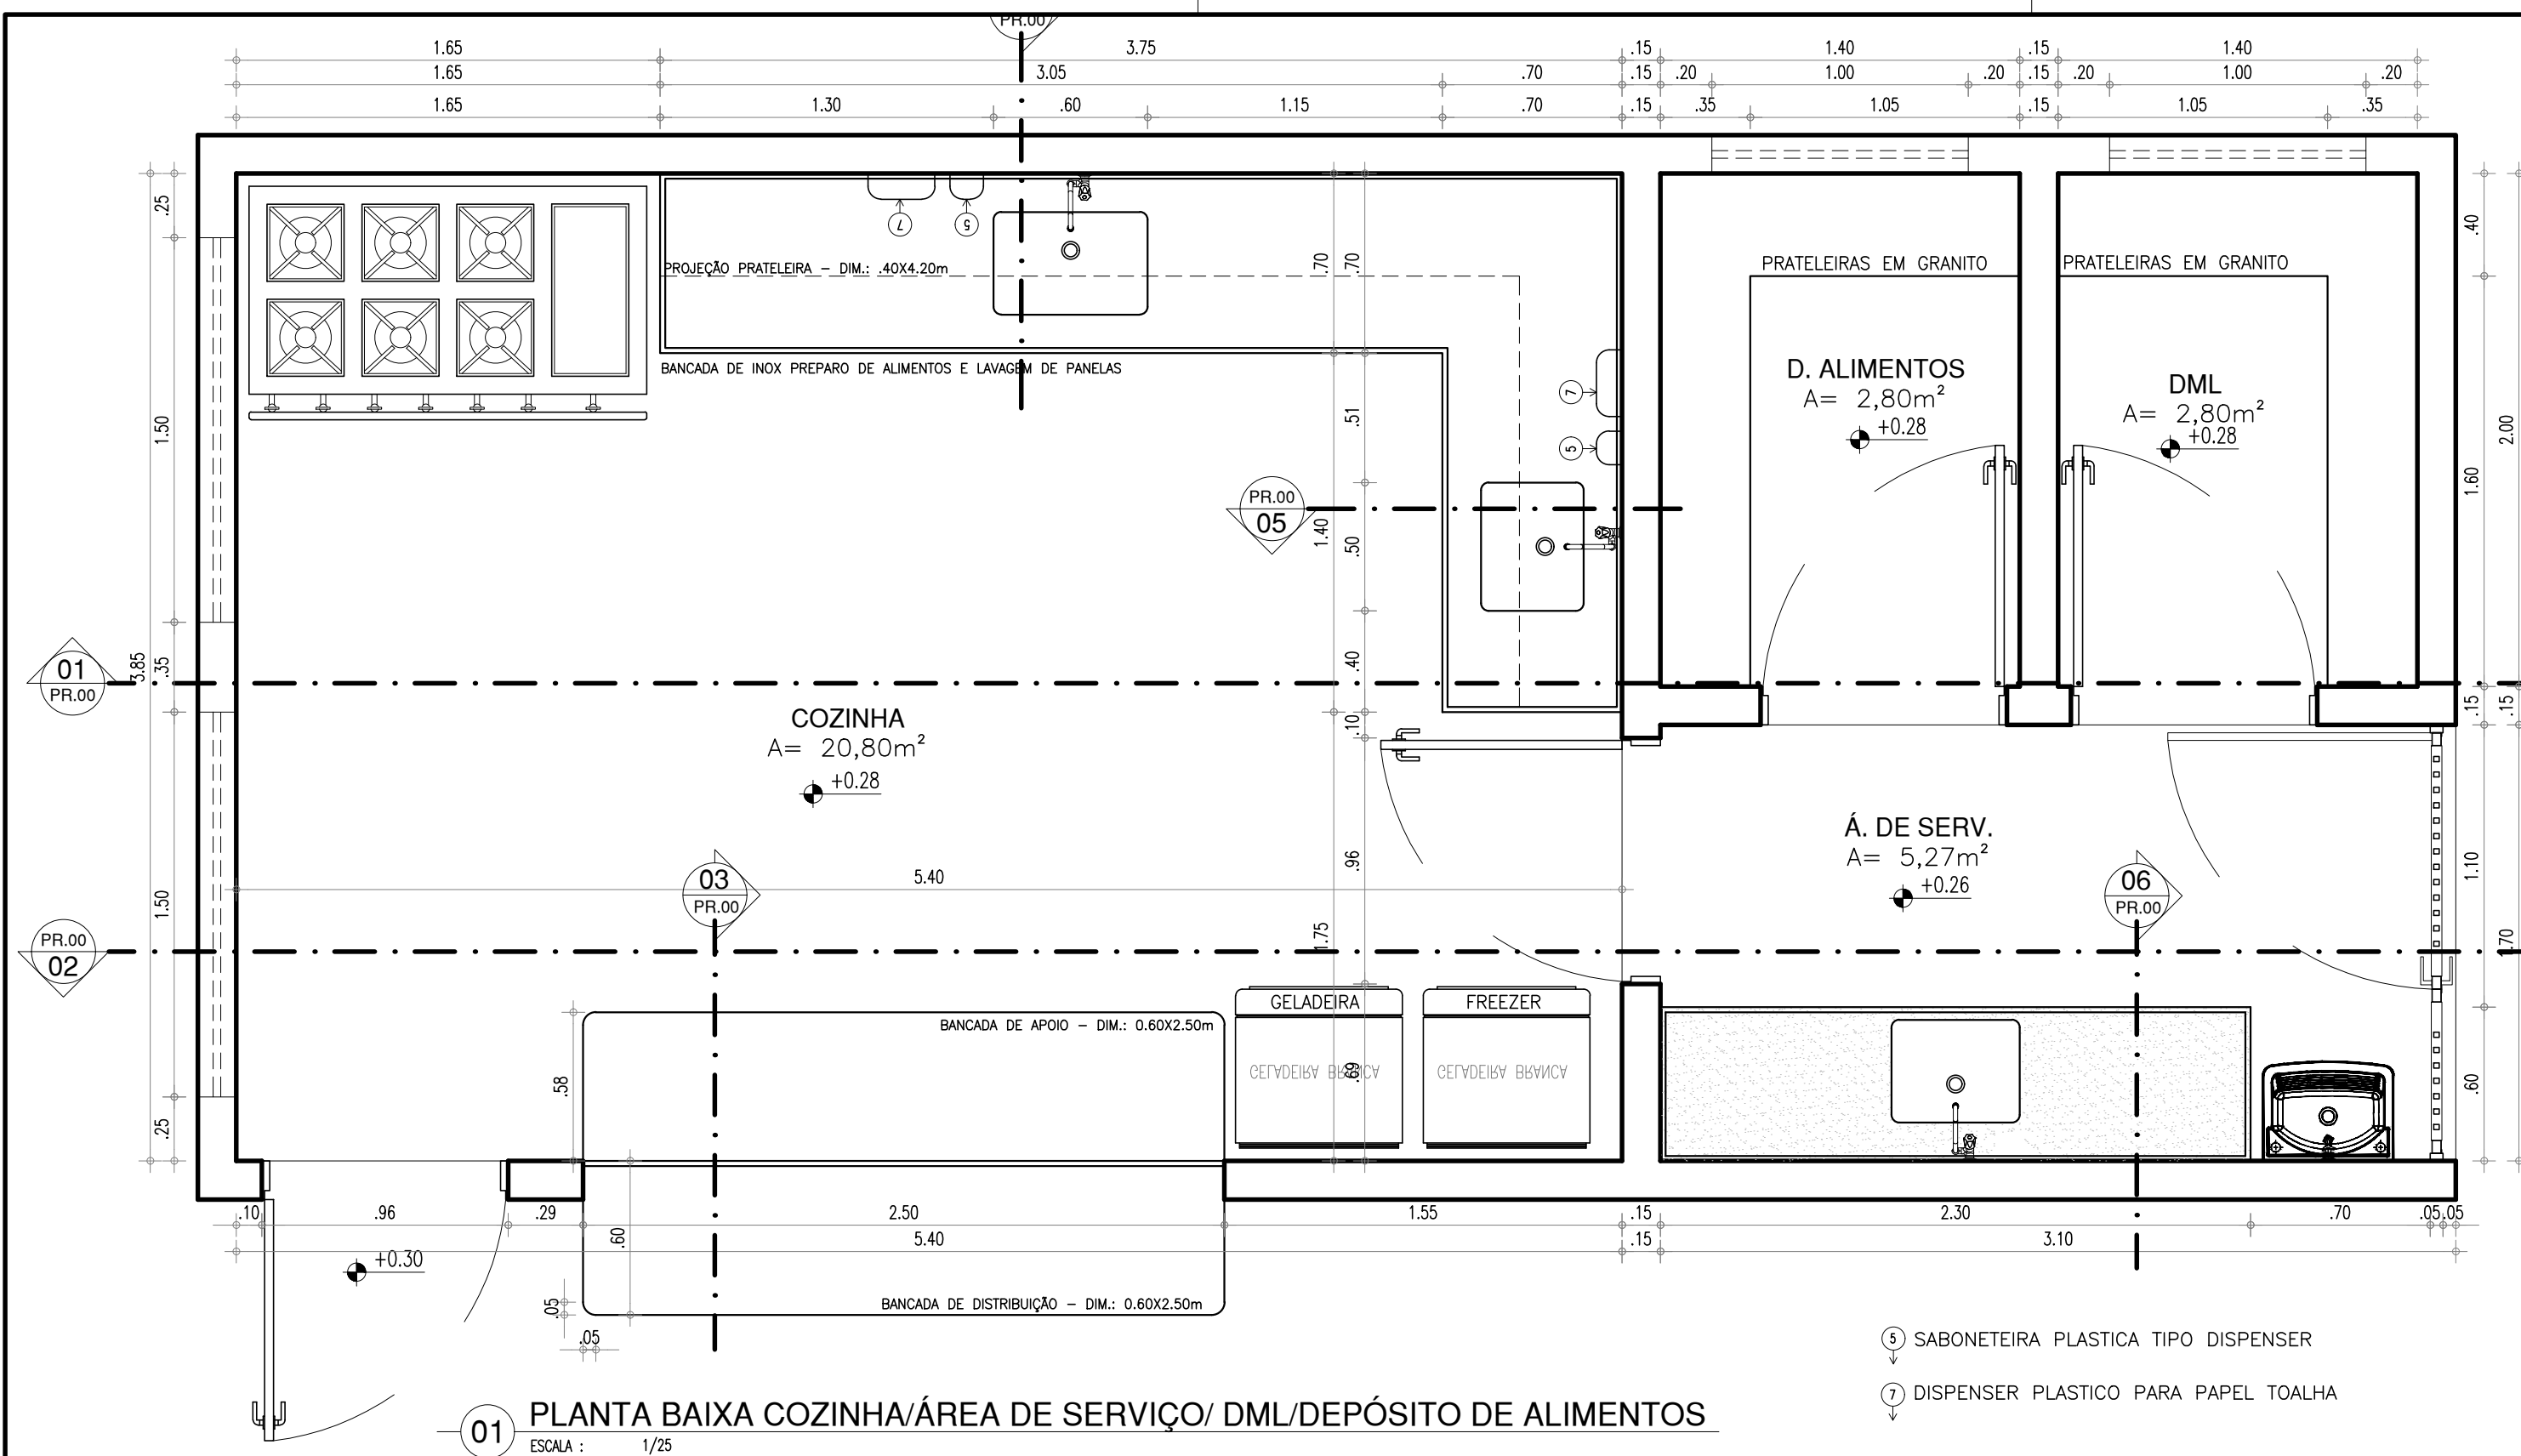 PR.00
1.65 3.75 .15 1.40 .15 1.40
1.65 3.05 .70 .15 .20 1.00 .20 .15 .20 1.00 .20
1.65 1.30 .60 1.15 .70 .15 .35 1.05 .15 1.05 .35
.25
1.50
3.85
.35
1.50
.25
7
5
PROJEÇÃO PRATELEIRA – DIM.: .40X4.20m
BANCADA DE INOX PREPARO DE ALIMENTOS E LAVAGEM DE PANELAS
.70 .70
.51
1.40
.50
.40
.10
.96
1.75
.69
7
5
PR.00
05
PRATELEIRAS EM GRANITO
D. ALIMENTOS
A= 2,80m²
+0.28
PRATELEIRAS EM GRANITO
DML
A= 2,80m²
+0.28
.40
1.60
2.00
.15 .15
1.10
1.70
.60
01
PR.00
COZINHA
A= 20,80m²
+0.28
5.40
03
PR.00
PR.00
02
Á. DE SERV.
A= 5,27m²
+0.26
06
PR.00
GELADEIRA
GELADEIRA BRANCA
FREEZER
GELADEIRA BRANCA
BANCADA DE APOIO – DIM.: 0.60X2.50m
.58
.10 .96 .29 2.50 1.55 .15 2.30 .70 .05 .05
5.40 .15 3.10
.60
+0.30
BANCADA DE DISTRIBUIÇÃO – DIM.: 0.60X2.50m
.05
.05
5 SABONETEIRA PLASTICA TIPO DISPENSER
7 DISPENSER PLASTICO PARA PAPEL TOALHA
01 PLANTA BAIXA COZINHA/ÁREA DE SERVIÇO/ DML/DEPÓSITO DE ALIMENTOS
ESCALA : 1/25